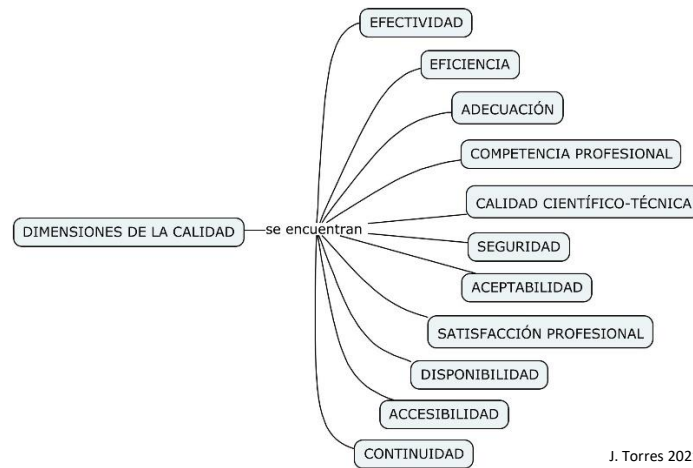 EFECTIVIDAD
EFICIENCIA
ADECUACIÓN
COMPETENCIA PROFESIONAL
CALIDAD CIENTÍFICO-TÉCNICA
DIMENSIONES DE LA CALIDAD
se encuentran
SEGURIDAD
ACEPTABILIDAD
SATISFACCIÓN PROFESIONAL
DISPONIBILIDAD
ACCESIBILIDAD
CONTINUIDAD
J. Torres 202